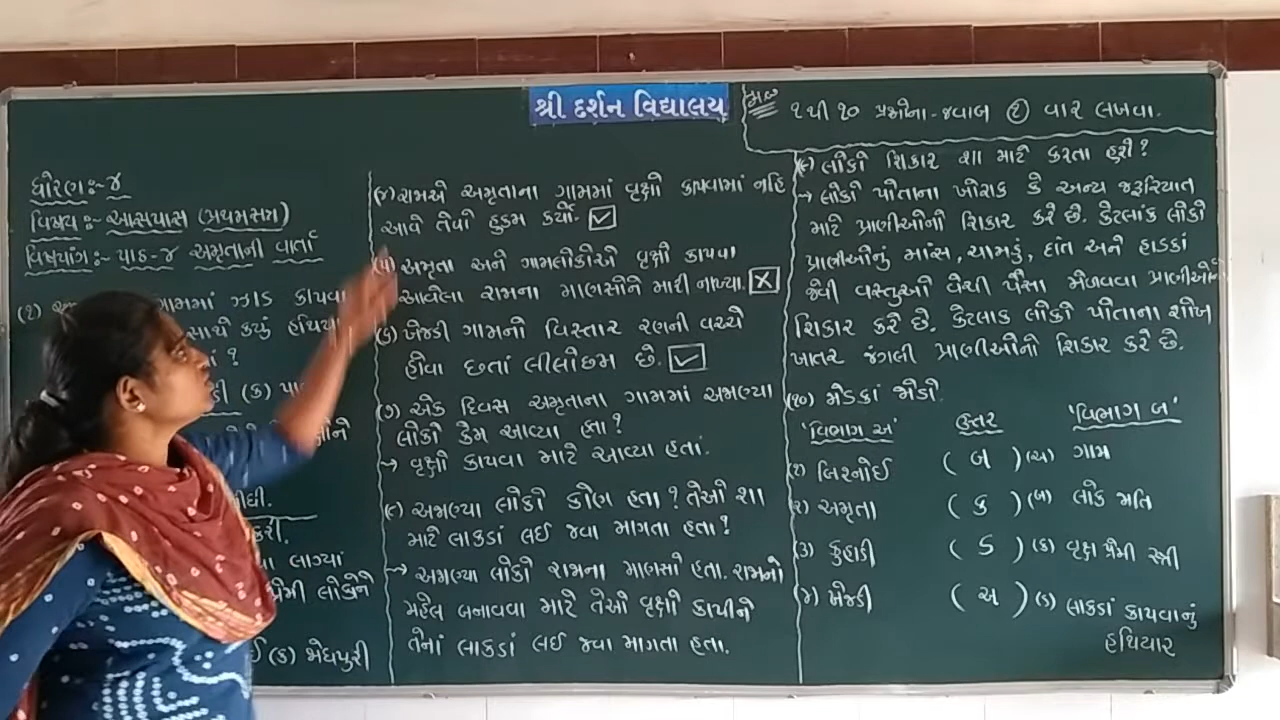 શ્રી દર્શન વિદ્યાલય
૧થી ૧૦ પ્રશ્નોના જવાબ ② વાર લખવા.
ધોરણ:- ૪
વિષય :- આસપાસ (પ્રથમસત્ર)
વિષયાંગ:- પાઠ-૪ અમૃતાની વાર્તા
(૧) ગામમાં ઝાડ કાપવા
સાથે કયું
?
(ક)
લીધી.
કરી.
લાગ્યાં
પ્રેમી લોકોને
(ક) મેઘપુરી
(૪) રાજાએ અમૃતાના ગામમાં વૃક્ષો કાપવામાં નહિ
આવે તેવો હુકમ કર્યો. ☑
(૫) અમૃતા અને ગામલોકોએ વૃક્ષો કાપવા
આવેલા રાજાના માણસોને મારી નાખ્યા. ☒
(૬) ખેજડી ગામનો વિસ્તાર રણની વચ્ચે
હોવા છતાં લીલોછમ છે. ☑
(૭) એક દિવસ અમૃતાના ગામમાં અજાણ્યા
લોકો કેમ આવ્યા હતા?
→ વૃક્ષો કાપવા માટે આવ્યા હતા.
(૮) અજાણ્યા લોકો કોણ હતા? તેઓ શા
માટે લાકડાં લઈ જવા માગતા હતા?
→ અજાણ્યા લોકો રાજાના માણસો હતા. રાજાનો
મહેલ બનાવવા માટે તેઓ વૃક્ષો કાપીને
તેનાં લાકડાં લઈ જવા માગતા હતા.
(૯) લોકો શિકાર શા માટે કરતા હશે?
→ લોકો પોતાના ખોરાક કે અન્ય જરૂરિયાત
માટે પ્રાણીઓનો શિકાર કરે છે. કેટલાંક લોકો
પ્રાણીઓનું માંસ, ચામડું, દાંત અને હાડકાં
જેવી વસ્તુઓ વેચી પૈસા મેળવવા પ્રાણીઓનો
શિકાર કરે છે. કેટલાક લોકો પોતાના શોખ
ખાતર જંગલી પ્રાણીઓનો શિકાર કરે છે.
(૧૦) જોડકાં જોડો.
'વિભાગ અ' ઉત્તર 'વિભાગ બ'
(૧) બિશ્નોઈ ( બ ) (અ) ગામ
(૨) અમૃતા ( ક ) (બ) લોક જાતિ
(૩) કુહાડી ( ડ ) (ક) વૃક્ષ પ્રેમી સ્ત્રી
(૪) ખેજડી ( અ ) (ડ) લાકડાં કાપવાનું
હથિયાર